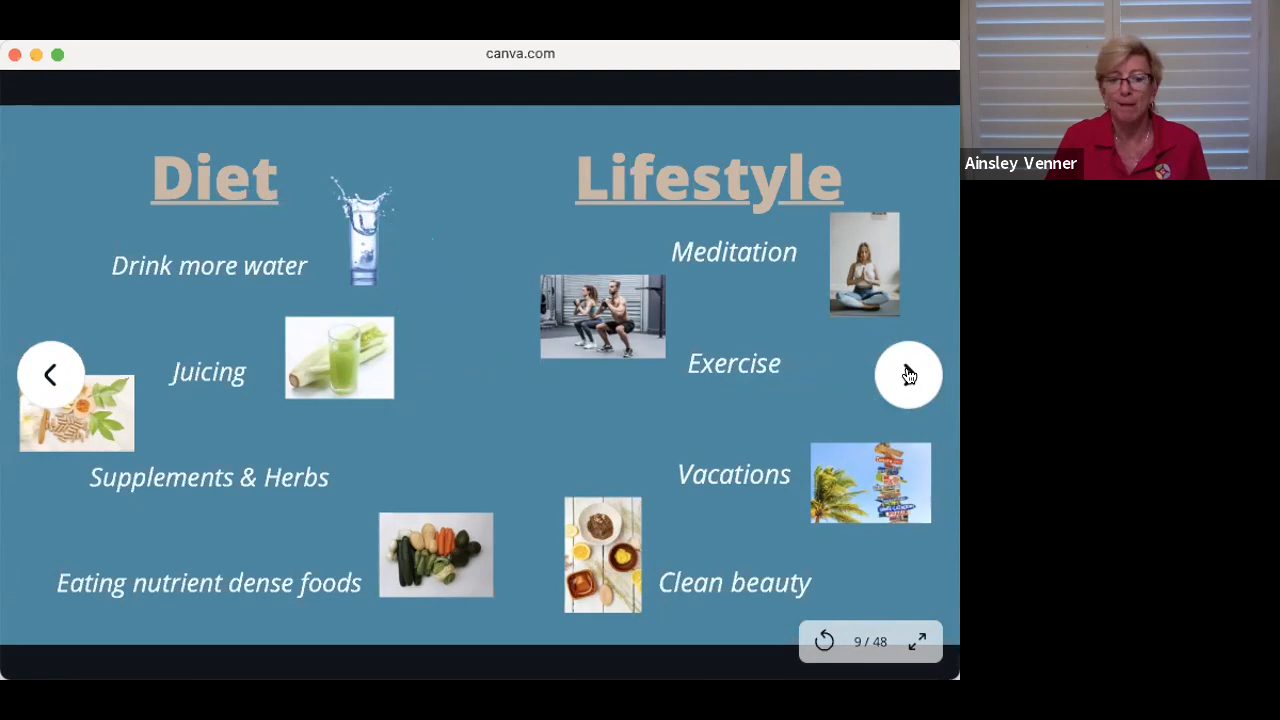 canva.com
Diet
Drink more water
Juicing
Supplements & Herbs
Eating nutrient dense foods
Lifestyle
Meditation
Exercise
Vacations
Clean beauty
9 / 48
Ainsley Venner